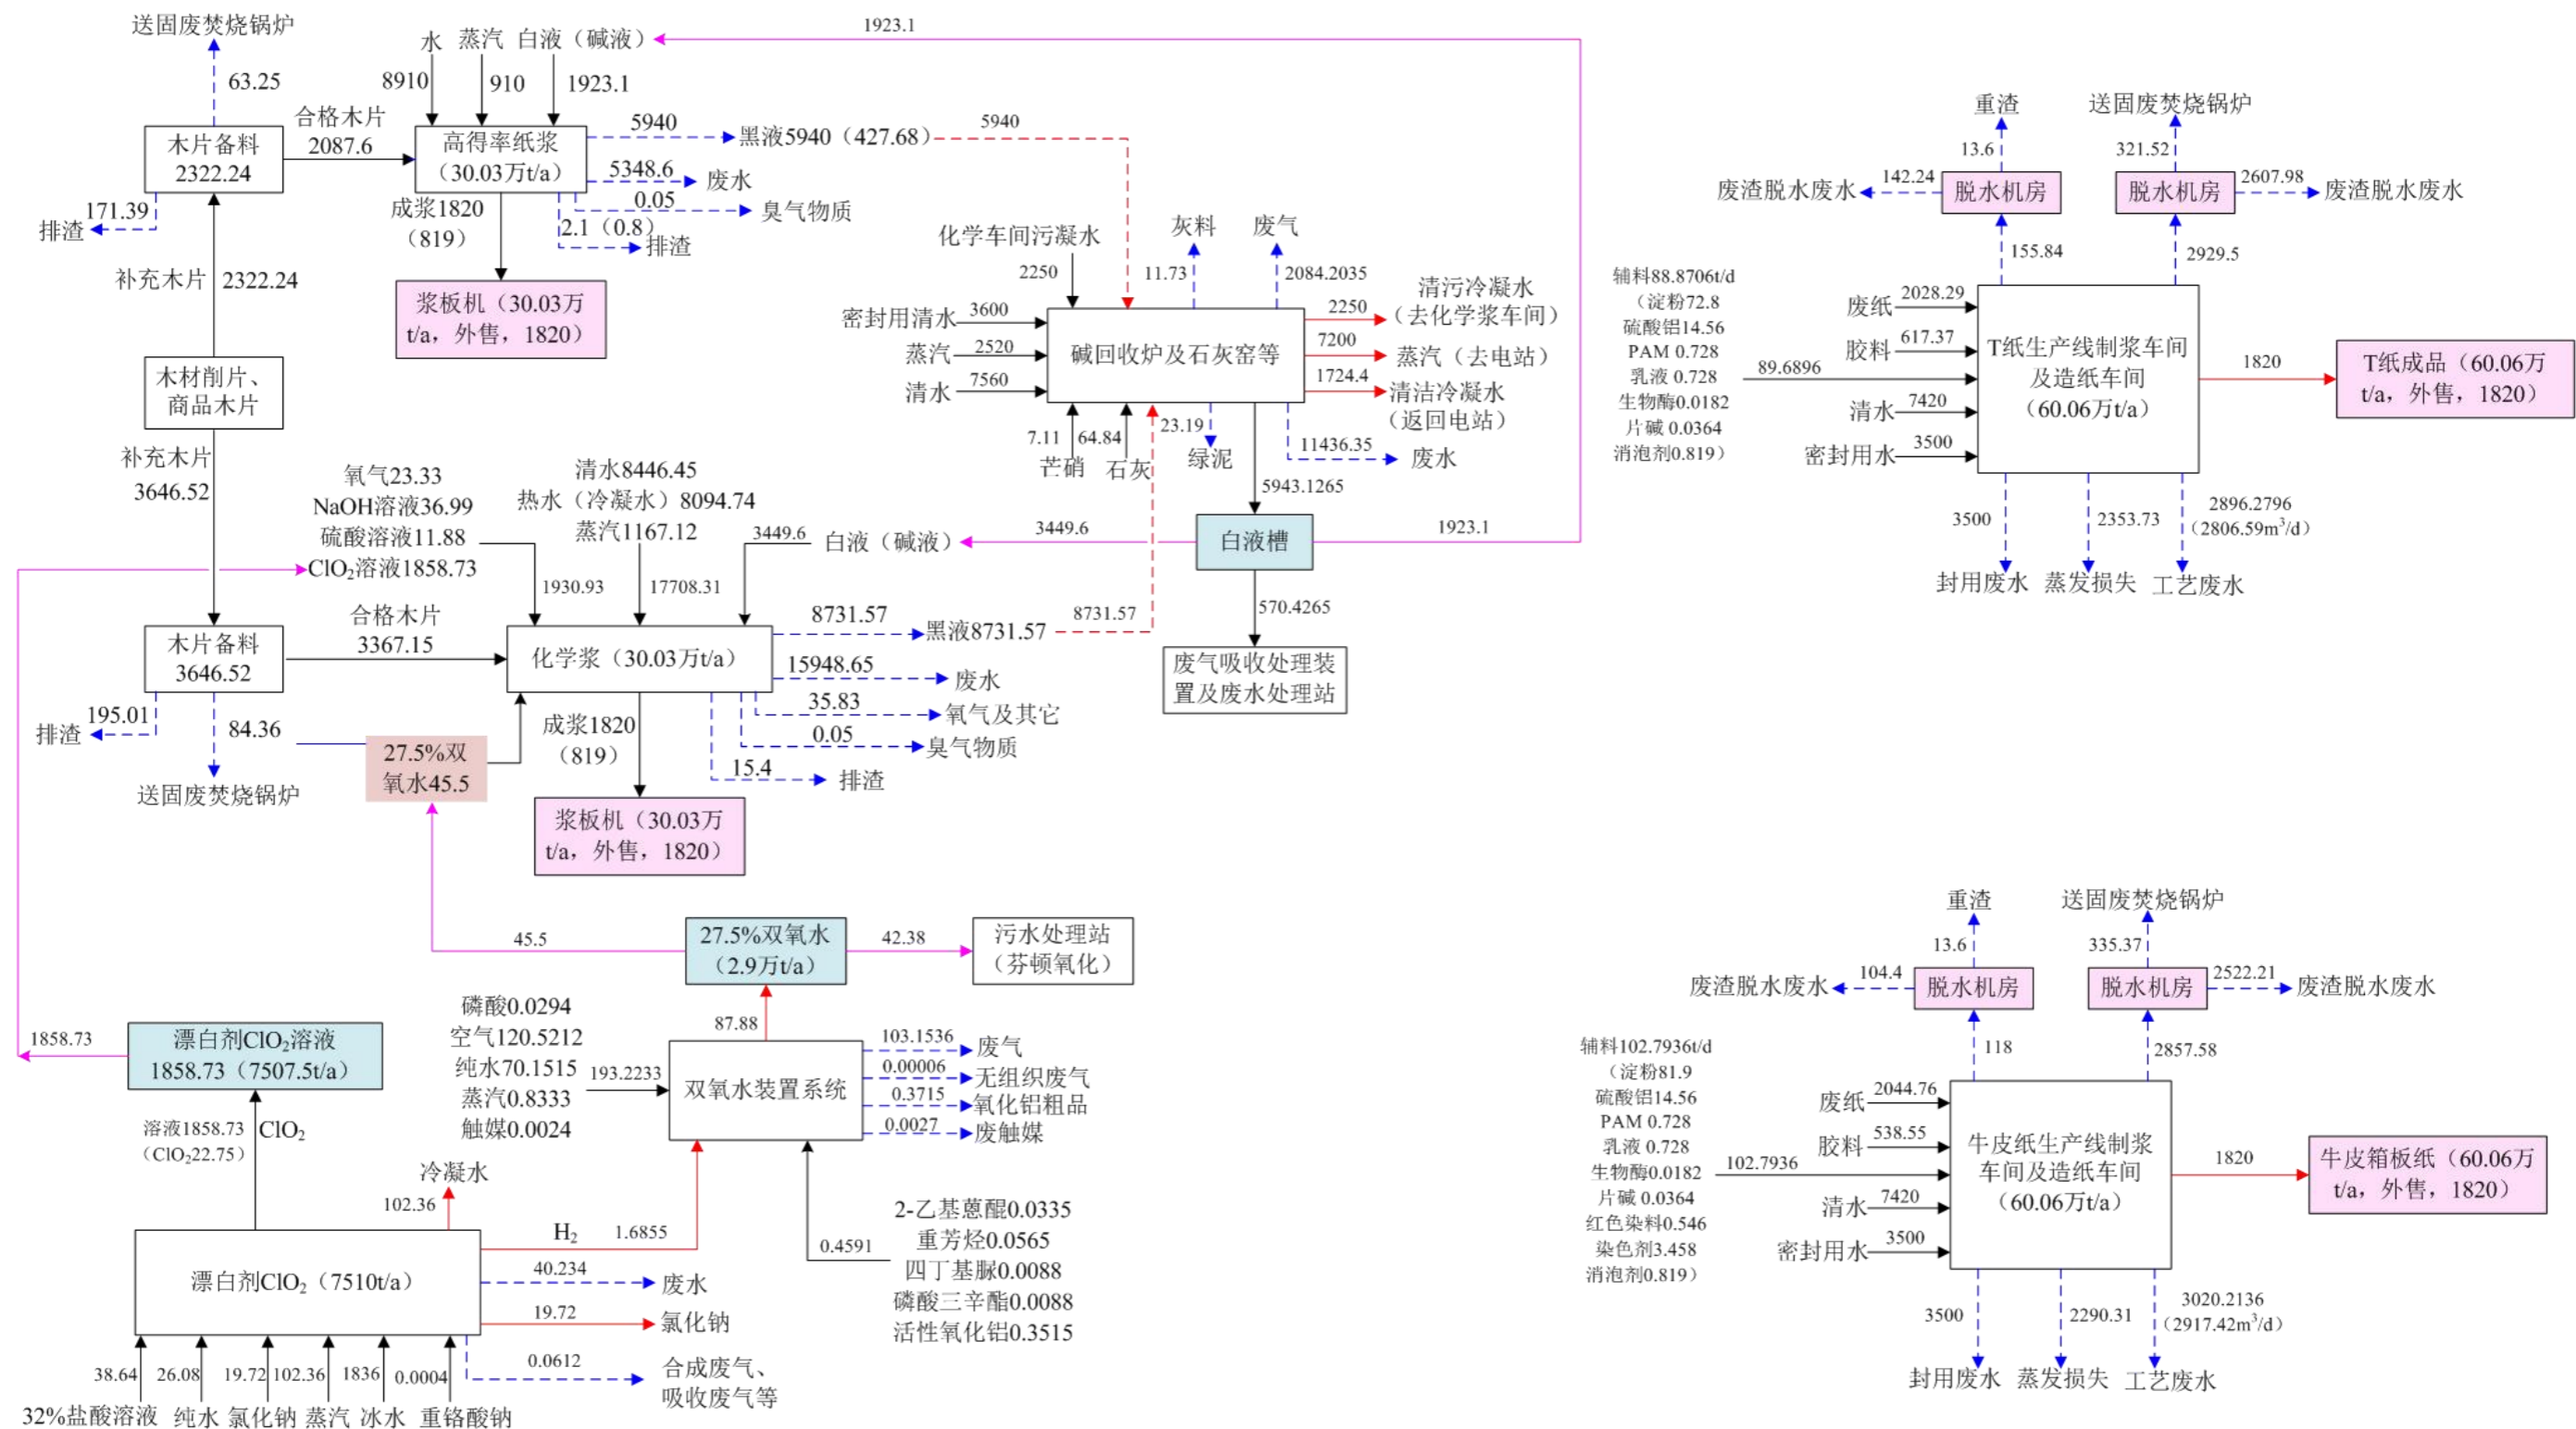 送固废焚烧锅炉
63.25
水
蒸汽
白液（碱液）
1923.1
8910
910
1923.1
合格木片
2087.6
木片备料
2322.24
高得率纸浆
（30.03万t/a）
5940
黑液5940（427.68）
5940
5348.6
废水
0.05
臭气物质
2.1（0.8）
排渣
171.39
排渣
成浆1820
（819）
补充木片
2322.24
浆板机（30.03万
t/a，外售，1820）
木材削片、
商品木片
补充木片
3646.52
化学车间污凝水
2250
灰料
11.73
废气
2084.2035
密封用清水
3600
蒸汽
2520
清水
7560
碱回收炉及石灰窑等
2250
清污冷凝水
（去化学浆车间）
7200
蒸汽（去电站）
1724.4
清洁冷凝水
（返回电站）
7.11
芒硝
64.84
石灰
23.19
绿泥
11436.35
废水
5943.1265
氧气23.33
NaOH溶液36.99
硫酸溶液11.88
ClO₂溶液1858.73
清水8446.45
热水（冷凝水）8094.74
蒸汽1167.12
1930.93
17708.31
3449.6
白液（碱液）
3449.6
白液槽
1923.1
570.4265
废气吸收处理装
置及废水处理站
木片备料
3646.52
合格木片
3367.15
化学浆（30.03万t/a）
8731.57
黑液8731.57
8731.57
15948.65
废水
35.83
氧气及其它
0.05
臭气物质
15.4
排渣
195.01
排渣
84.36
送固废焚烧锅炉
27.5%双
氧水45.5
成浆1820
（819）
浆板机（30.03万
t/a，外售，1820）
45.5
27.5%双氧水
（2.9万t/a）
42.38
污水处理站
（芬顿氧化）
87.88
磷酸0.0294
空气120.5212
纯水70.1515
蒸汽0.8333
触媒0.0024
193.2233
双氧水装置系统
103.1536
废气
0.00006
无组织废气
0.3715
氧化铝粗品
0.0027
废触媒
1858.73
漂白剂ClO₂溶液
1858.73（7507.5t/a）
溶液1858.73
（ClO₂22.75）
ClO₂
冷凝水
102.36
漂白剂ClO₂（7510t/a）
H₂
1.6855
40.234
废水
19.72
氯化钠
0.0612
合成废气、
吸收废气等
0.4591
2-乙基蒽醌0.0335
重芳烃0.0565
四丁基脲0.0088
磷酸三辛酯0.0088
活性氧化铝0.3515
38.64
26.08
19.72
102.36
1836
0.0004
32%盐酸溶液
纯水
氯化钠
蒸汽
冰水
重铬酸钠
重渣
13.6
送固废焚烧锅炉
321.52
废渣脱水废水
142.24
脱水机房
脱水机房
2607.98
废渣脱水废水
155.84
2929.5
辅料88.8706t/d
（淀粉72.8
硫酸铝14.56
PAM 0.728
乳液 0.728
生物酶0.0182
片碱 0.0364
消泡剂0.819）
废纸
2028.29
胶料
617.37
89.6896
清水
7420
密封用水
3500
T纸生产线制浆车间
及造纸车间
（60.06万t/a）
1820
T纸成品（60.06万
t/a，外售，1820）
3500
封用废水
2353.73
蒸发损失
2896.2796
（2806.59m³/d）
工艺废水
重渣
13.6
送固废焚烧锅炉
335.37
废渣脱水废水
104.4
脱水机房
脱水机房
2522.21
废渣脱水废水
118
2857.58
辅料102.7936t/d
（淀粉81.9
硫酸铝14.56
PAM 0.728
乳液 0.728
生物酶0.0182
片碱 0.0364
红色染料0.546
染色剂3.458
消泡剂0.819）
废纸
2044.76
胶料
538.55
102.7936
清水
7420
密封用水
3500
牛皮纸生产线制浆
车间及造纸车间
（60.06万t/a）
1820
牛皮箱板纸（60.06万
t/a，外售，1820）
3500
封用废水
2290.31
蒸发损失
3020.2136
（2917.42m³/d）
工艺废水